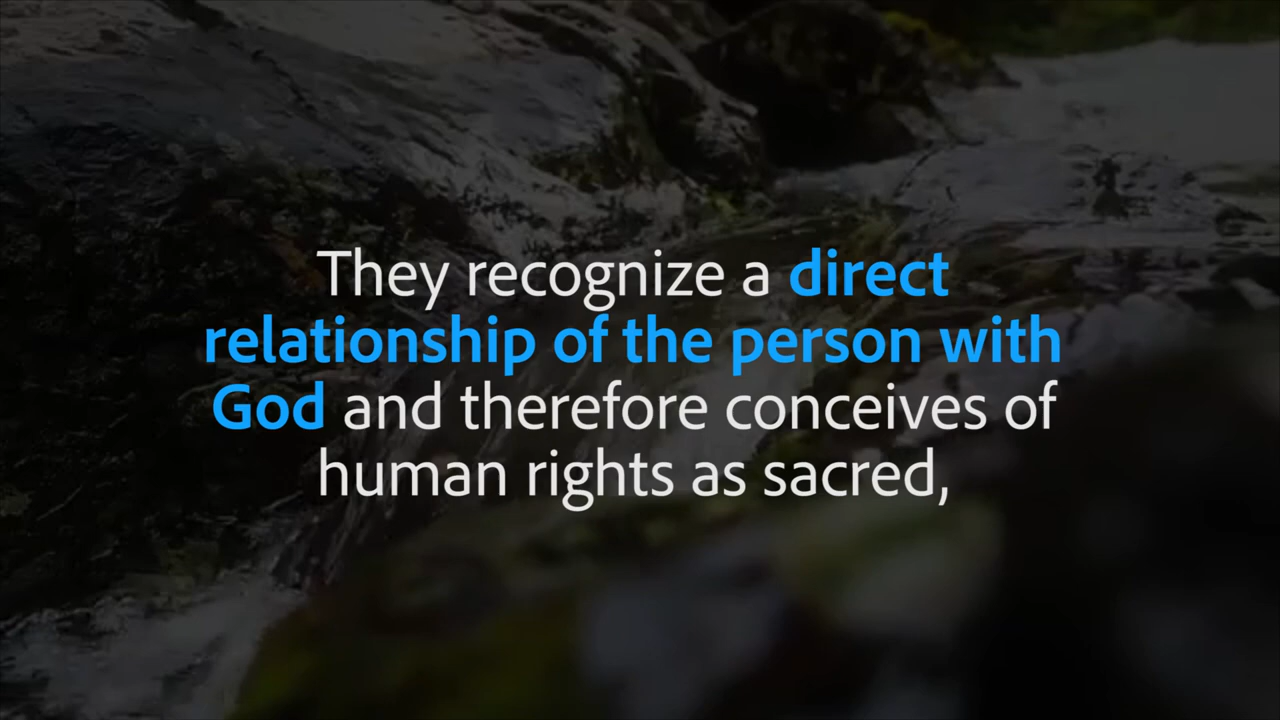 They recognize a direct
relationship of the person with
God and therefore conceives of
human rights as sacred,